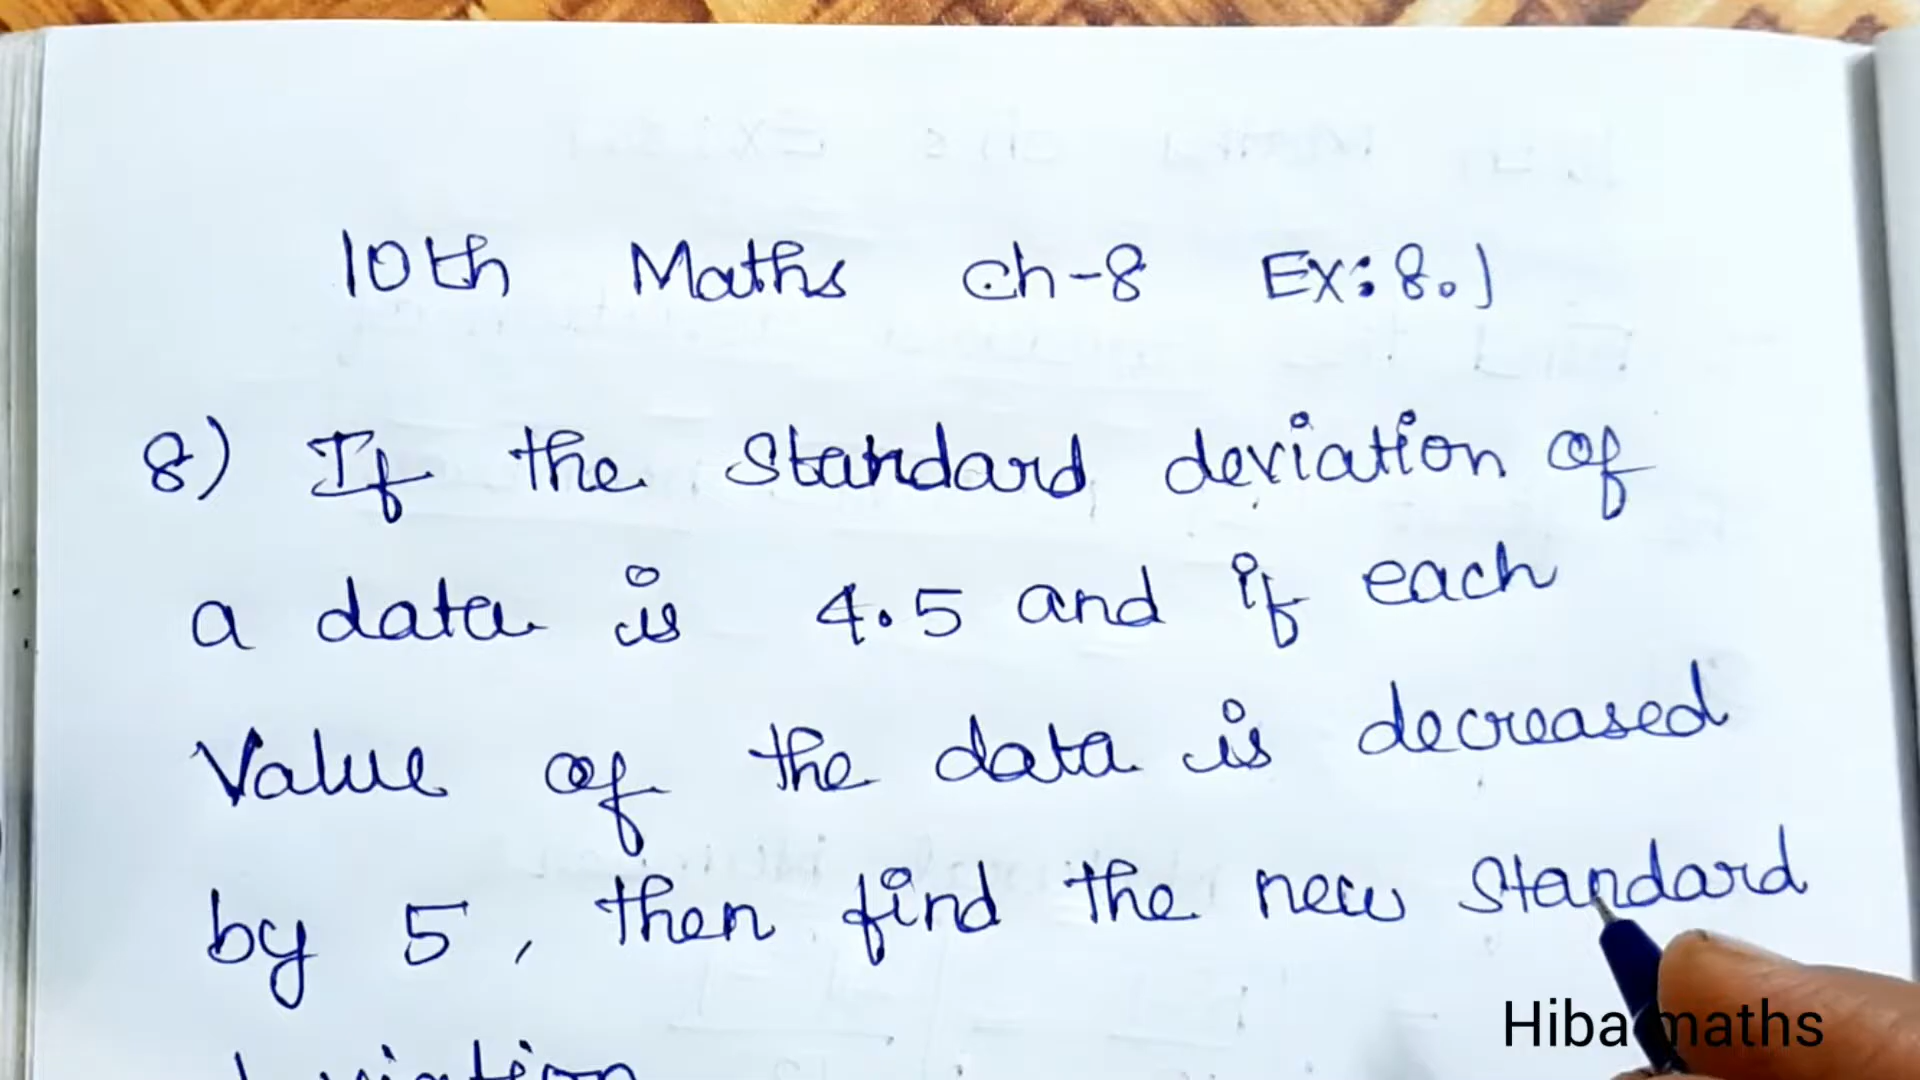 10th Maths Ch-8 Ex: 8.1
8) If the Standard deviation of
a data is 4.5 and if each
Value of the data is decreased
by 5, then find the new Standard
deviation
Hiba maths